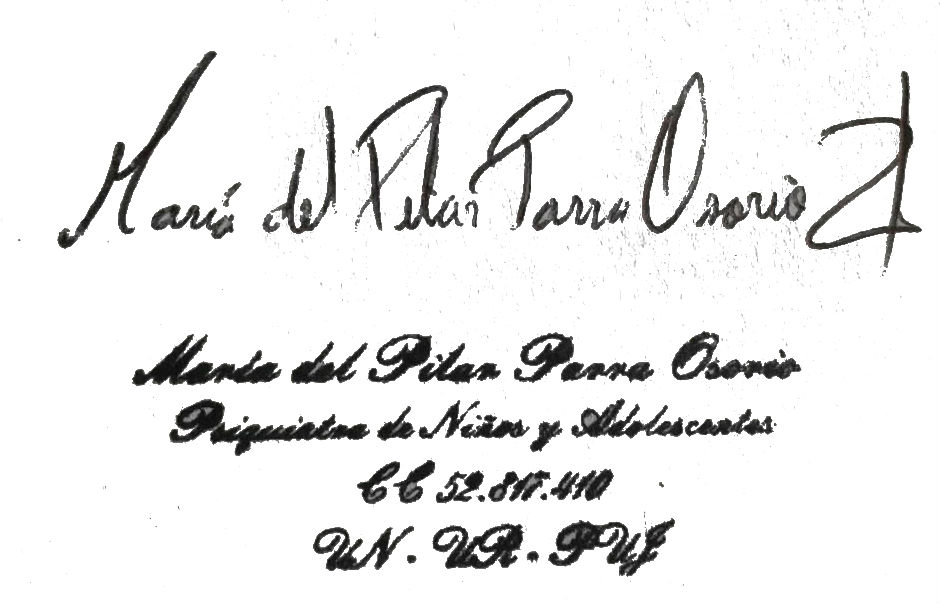 María del Pilar Parra Osorio
María del Pilar Parra Osorio
Psiquiatra de Niños y Adolescentes
CC 52.817.410
UN - UR - PUJ